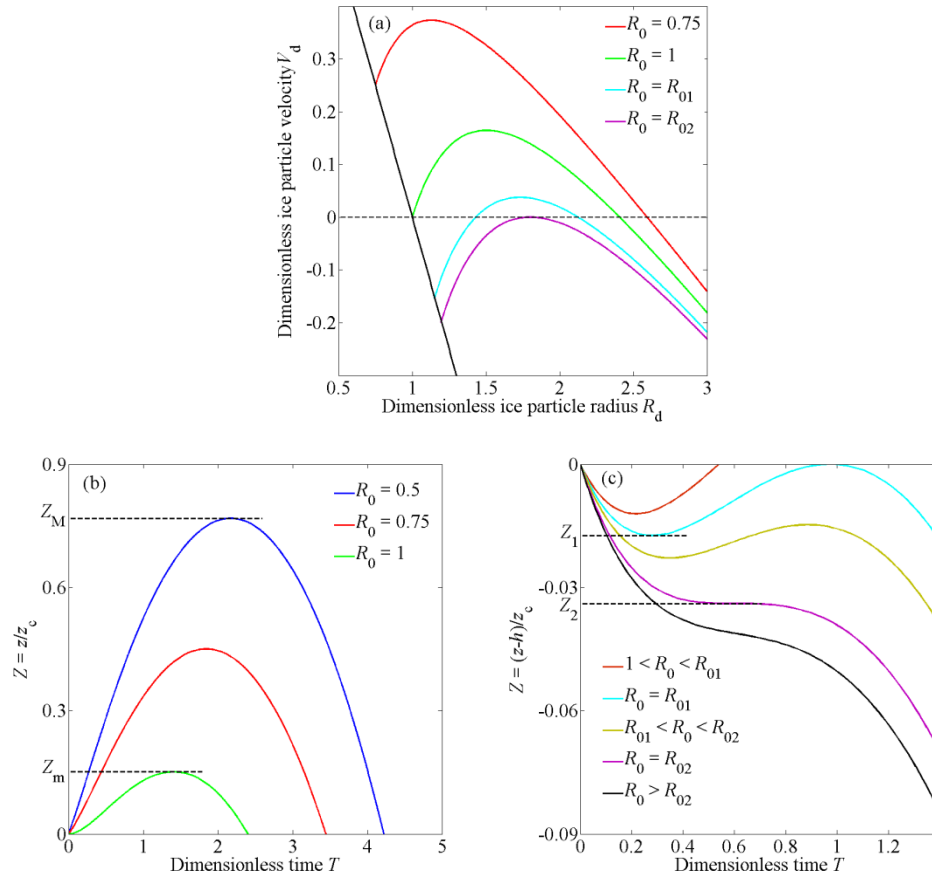 (a)
R0 = 0.75
R0 = 1
R0 = R01
R0 = R02
Dimensionless ice particle velocity Vd
0.3
0.2
0.1
0
-0.1
-0.2
0.5 1 1.5 2 2.5 3
Dimensionless ice particle radius Rd
(b)
R0 = 0.5
R0 = 0.75
R0 = 1
Z = z/zc
0.9
ZM
0.6
0.3
Zm
0
0 1 2 3 4 5
Dimensionless time T
(c)
Z = (z-h)/zc
0
Z1
-0.03
Z2
-0.06
-0.09
1 < R0 < R01
R0 = R01
R01 < R0 < R02
R0 = R02
R0 > R02
0 0.2 0.4 0.6 0.8 1 1.2
Dimensionless time T